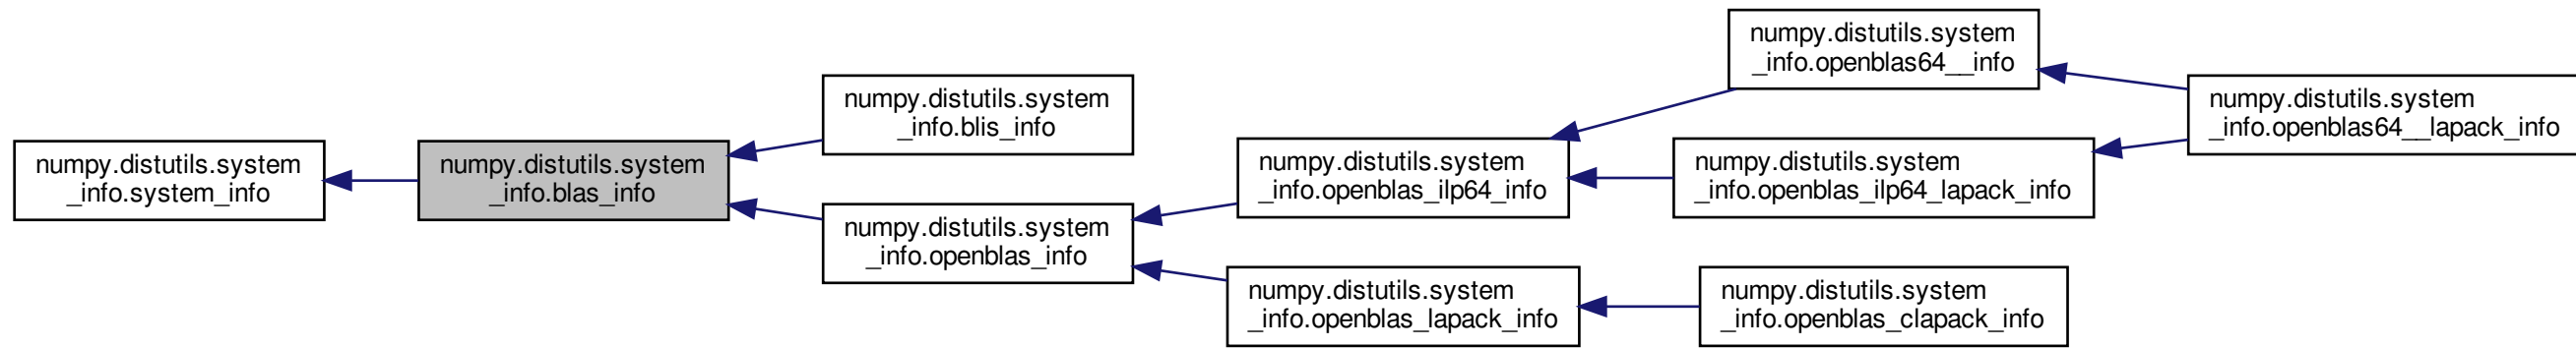 numpy.distutils.system
_info.system_info
numpy.distutils.system
_info.blas_info
numpy.distutils.system
_info.blis_info
numpy.distutils.system
_info.openblas_info
numpy.distutils.system
_info.openblas_ilp64_info
numpy.distutils.system
_info.openblas_lapack_info
numpy.distutils.system
_info.openblas64__info
numpy.distutils.system
_info.openblas_ilp64_lapack_info
numpy.distutils.system
_info.openblas_clapack_info
numpy.distutils.system
_info.openblas64__lapack_info